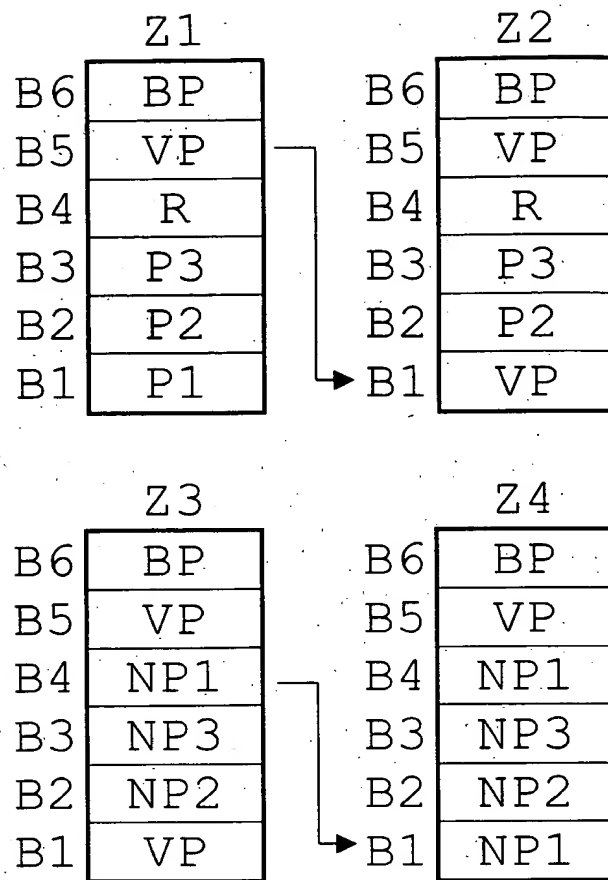 Z1 Z2
B6 BP B6 BP
B5 VP B5 VP
B4 R B4 R
B3 P3 B3 P3
B2 P2 B2 P2
B1 P1 B1 VP
Z3 Z4
B6 BP B6 BP
B5 VP B5 VP
B4 NP1 B4 NP1
B3 NP3 B3 NP3
B2 NP2 B2 NP2
B1 VP B1 NP1